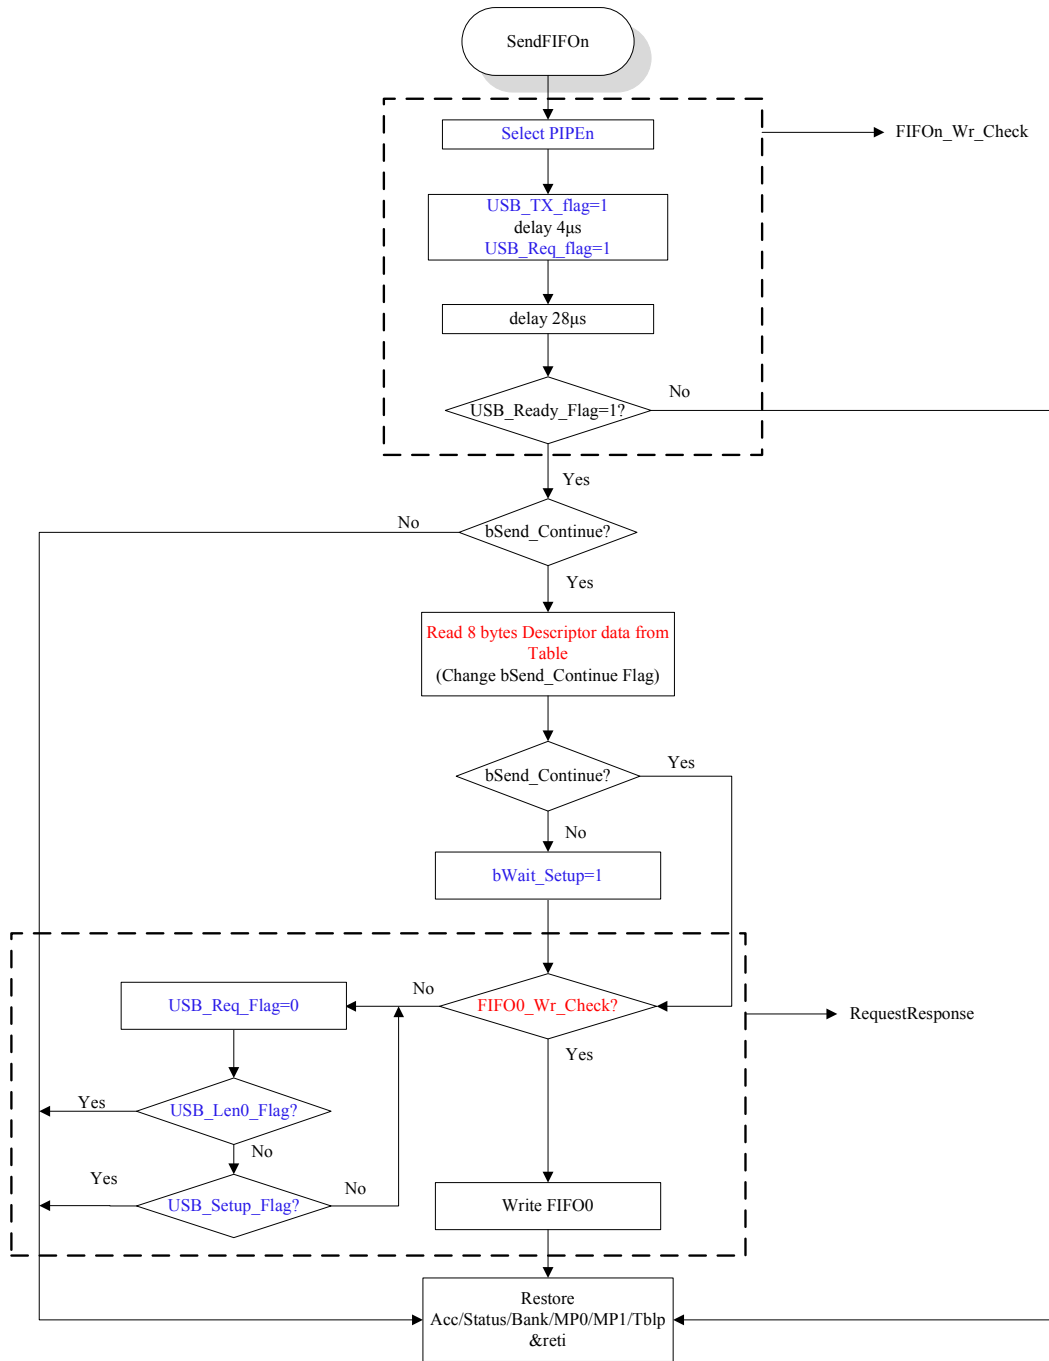 SendFIFOn
Select PIPEn
FIFOn_Wr_Check
USB_TX_flag=1
delay 4µs
USB_Req_flag=1
delay 28µs
USB_Ready_Flag=1?
No
Yes
No
bSend_Continue?
Yes
Read 8 bytes Descriptor data from
Table
(Change bSend_Continue Flag)
bSend_Continue?
Yes
No
bWait_Setup=1
USB_Req_Flag=0
No
FIFO0_Wr_Check?
RequestResponse
Yes
Yes
USB_Len0_Flag?
No
Yes
USB_Setup_Flag?
No
Write FIFO0
Restore
Acc/Status/Bank/MP0/MP1/Tblp
&reti